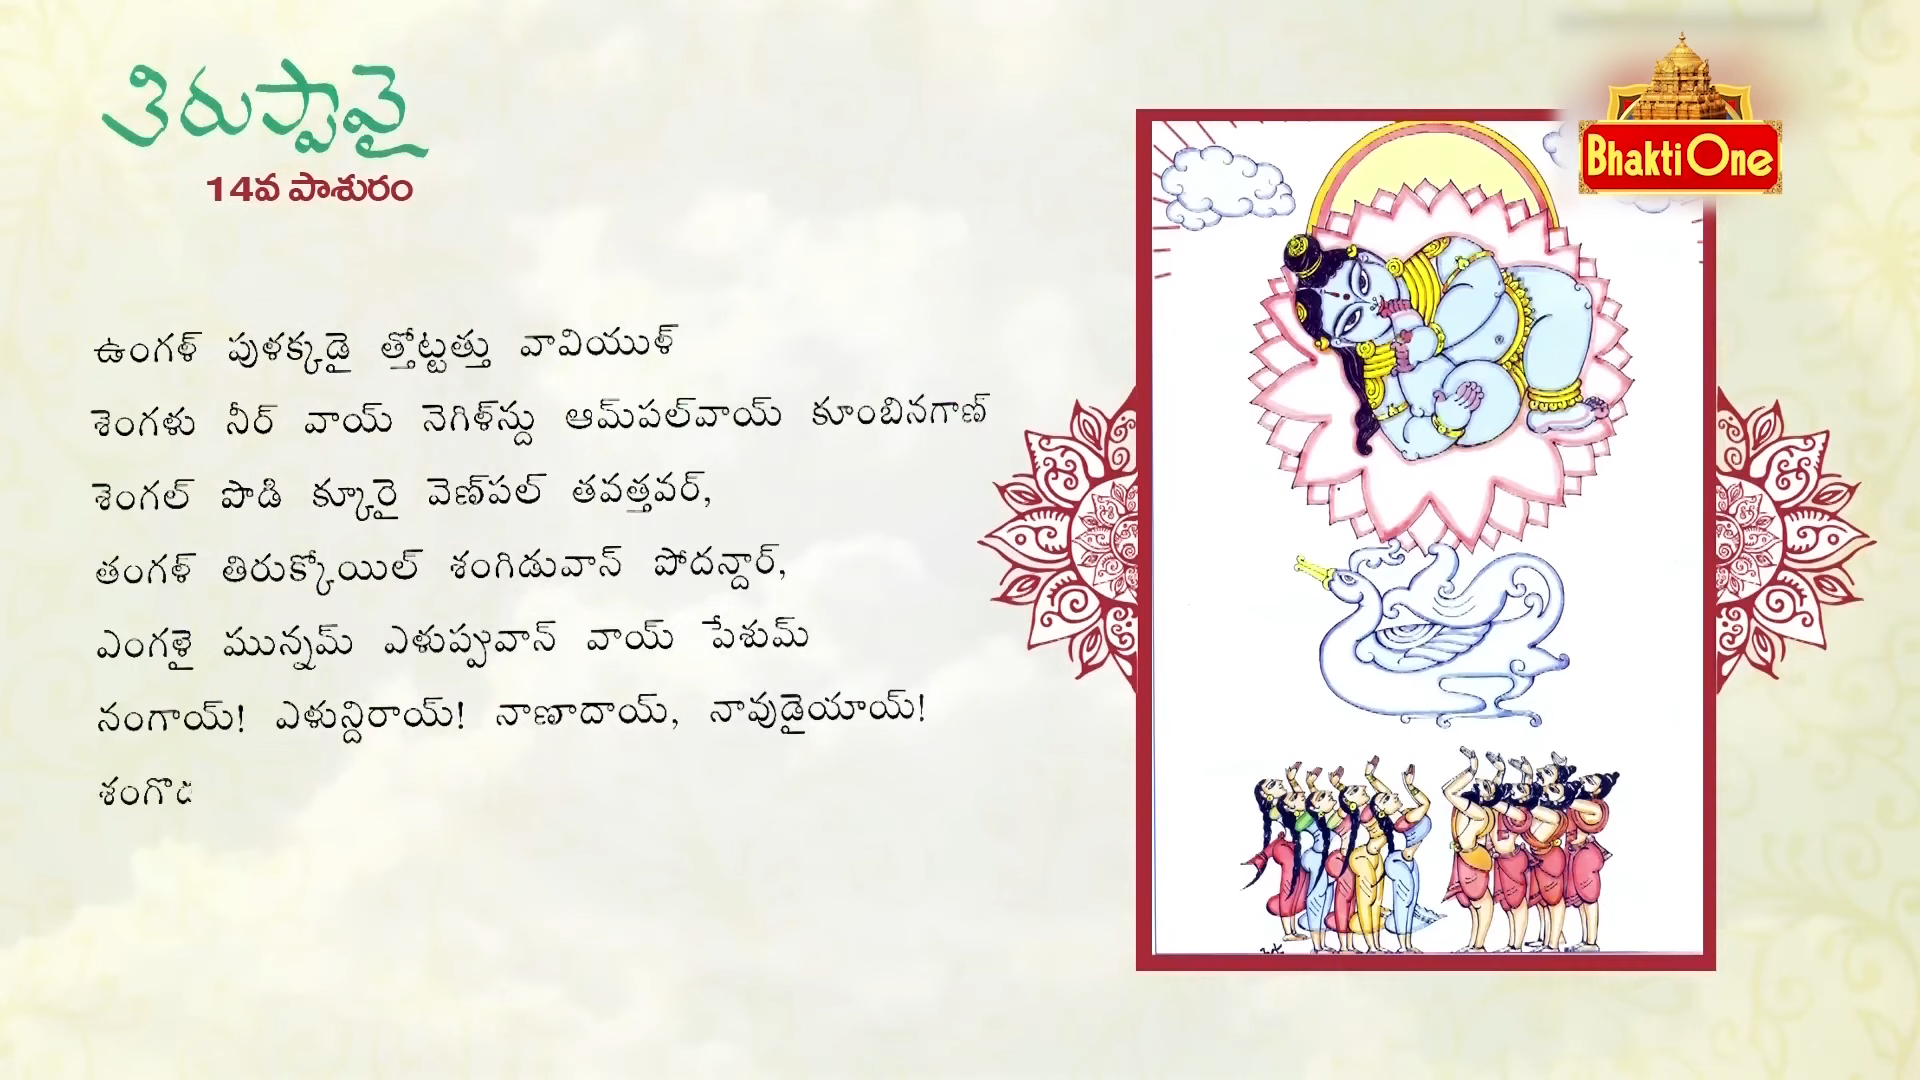 తిరుప్పావై
14వ పాశురం
Bhakti One
ఉంగళ్ పుళక్కడై త్తోట్టత్తు వావియుళ్
శెంగళు నీర్ వాయ్ నెగిళ్న్దు ఆమ్పల్‌వాయ్ కూంబినగాణ్
శెంగల్ పొడి క్కూరై వెణ్‌పల్ తవత్తవర్,
తంగళ్ తిరుక్కోయిల్ శంగిడువాన్ పోదన్దార్,
ఎంగళై మున్నమ్ ఎళుప్పువాన్ వాయ్ పేశుమ్
నంగాయ్! ఎళున్దిరాయ్! నాణాదాయ్, నావుడైయాయ్!